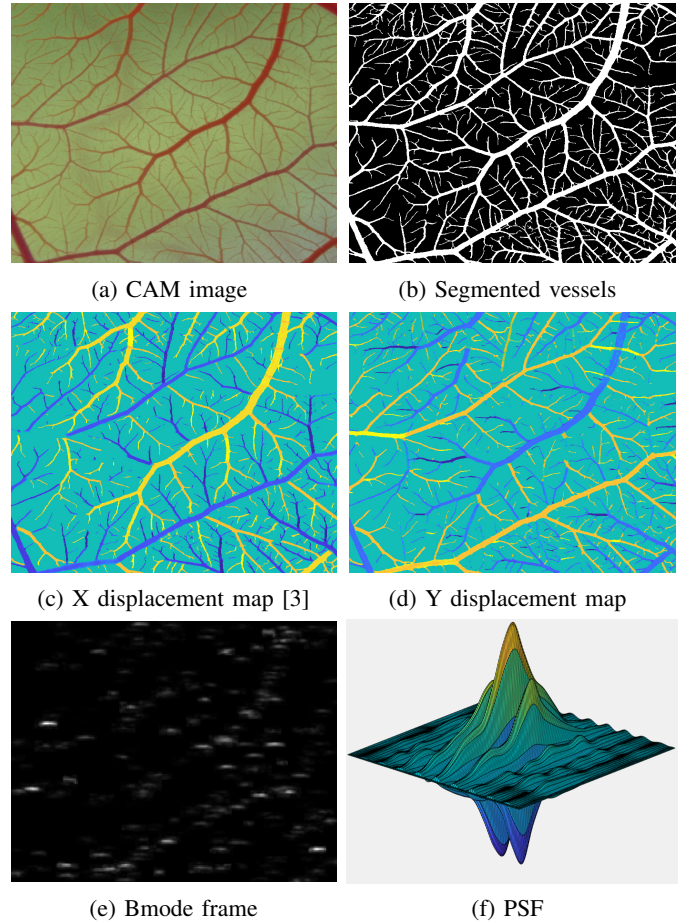 (a) CAM image
(b) Segmented vessels
(c) X displacement map [3]
(d) Y displacement map
(e) Bmode frame
(f) PSF